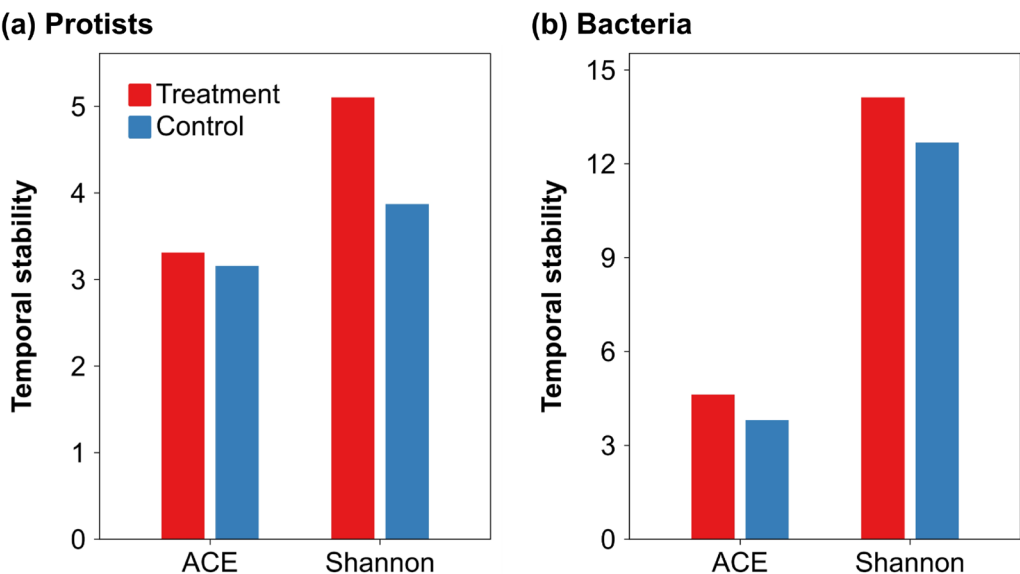 (a) Protists
Temporal stability
5
4
3
2
1
0
Treatment
Control
ACE Shannon
(b) Bacteria
Temporal stability
15
12
9
6
3
0
ACE Shannon